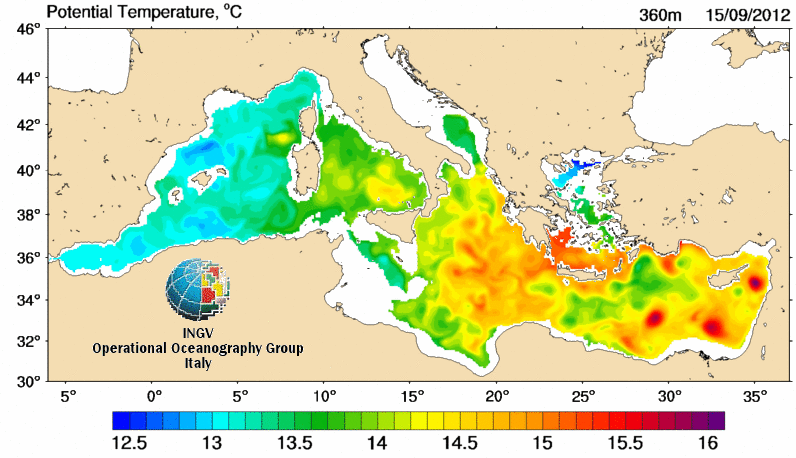 Potential Temperature, °C
360m 15/09/2012
46°
44°
42°
40°
38°
36°
34°
32°
30°
INGV
Operational Oceanography Group
Italy
5° 0° 5° 10° 15° 20° 25° 30° 35°
12.5 13 13.5 14 14.5 15 15.5 16